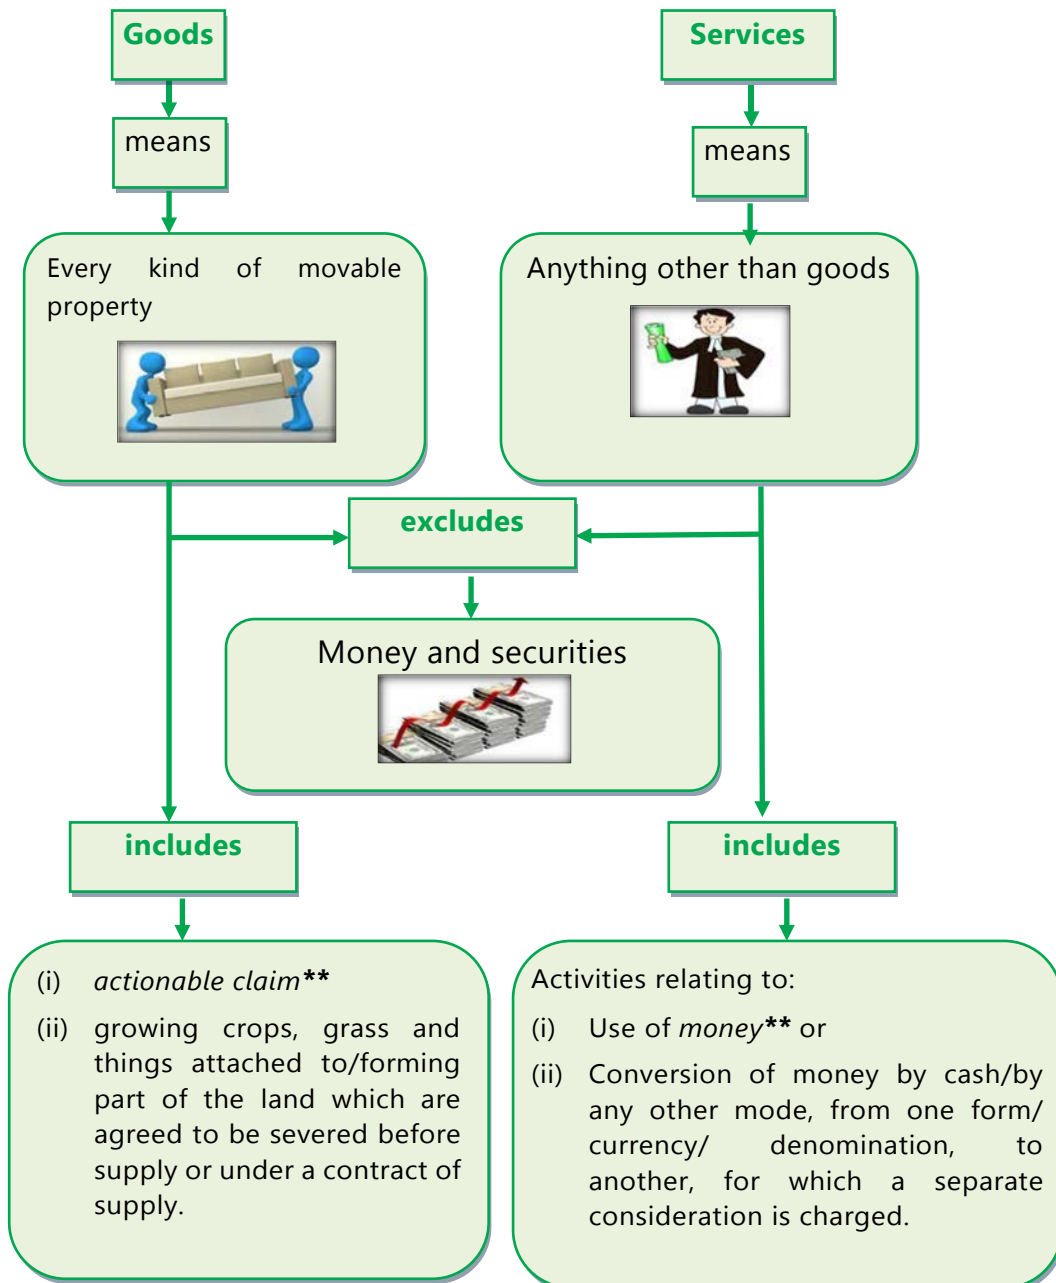 Goods
means
Every kind of movable
property
Services
means
Anything other than goods
excludes
Money and securities
includes
(i) actionable claim**
(ii) growing crops, grass and
things attached to/forming
part of the land which are
agreed to be severed before
supply or under a contract of
supply.
includes
Activities relating to:
(i) Use of money** or
(ii) Conversion of money by cash/by
any other mode, from one form/
currency/ denomination, to
another, for which a separate
consideration is charged.